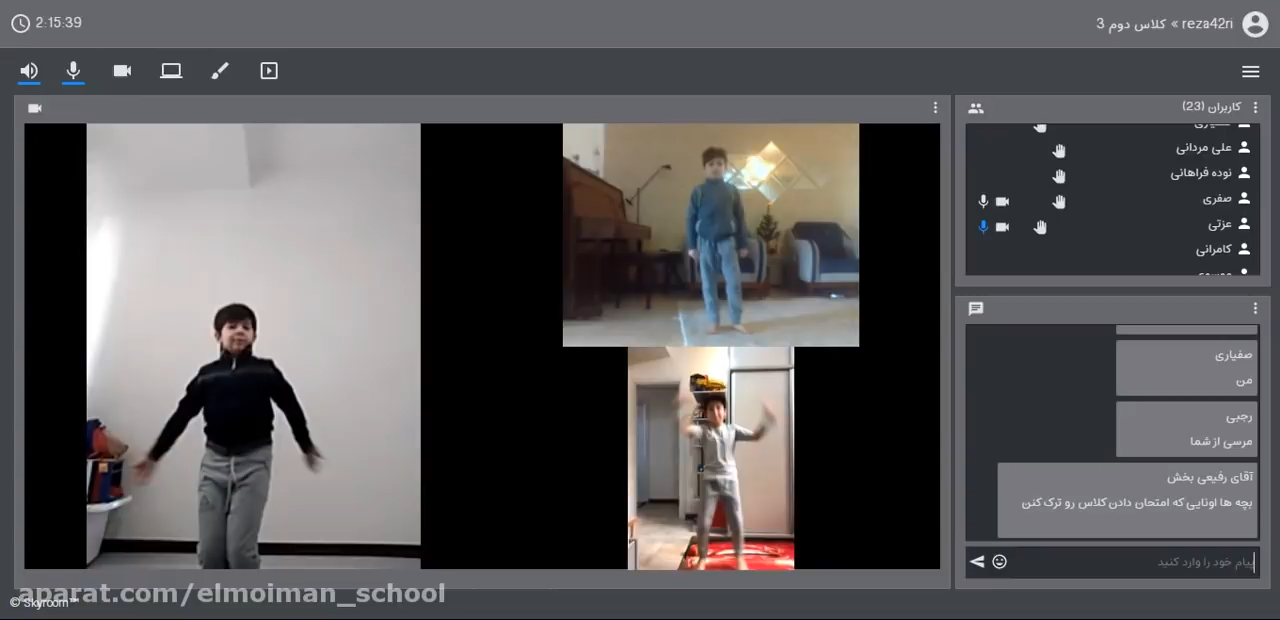 2:15:39
reza42ri » کلاس دوم 3
کاربران (23)
علی مردانی
نوده فراهانی
صفری
عزتی
کامرانی
صفیاری
من
رجبی
مرسی از شما
آقای رفیعی بخش
بچه ها اونایی که امتحان دادن کلاس رو ترک کنن
پیام خود را وارد کنید
aparat.com/elmoiman_school
© Skyroom™